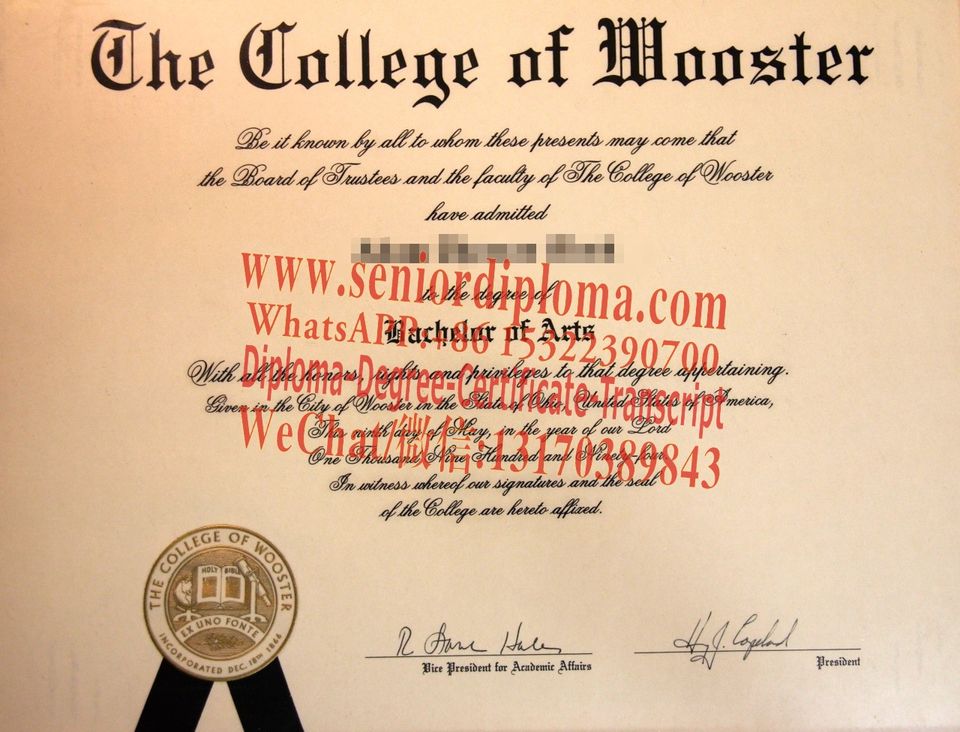 The College of Wooster
Be it known by all to whom these presents may come that
the Board of Trustees and the faculty of The College of Wooster
have admitted
www.seniordiploma.com
to the degree of
WhatsAPP:+86 15322390700
Bachelor of Arts
Diploma-Degree-Certificate-Transcript
With all the honors, rights and privileges to that degree appertaining.
Given in the City of Wooster in the State of Ohio, United States of America,
This ninth day of May, in the year of our Lord
WeChat/微信:13170389843
One Thousand Nine Hundred and Ninety-four
In witness whereof our signatures and the seal
of the College are hereto affixed.
THE COLLEGE OF WOOSTER
HOLY BIBLE
EX UNO FONTE
INCORPORATED DEC. 18TH 1866
Vice President for Academic Affairs
President